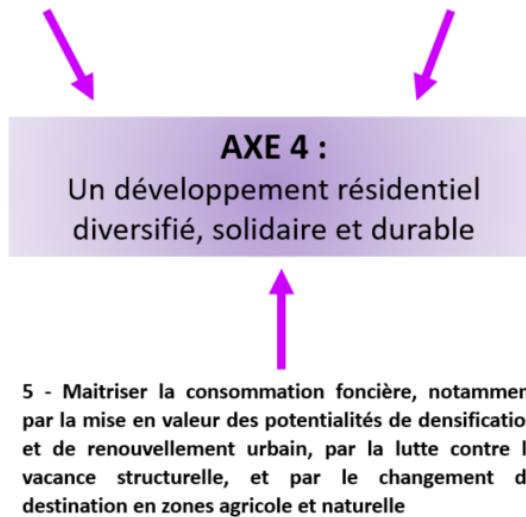 AXE 4 :
Un développement résidentiel
diversifié, solidaire et durable
5 - Maitriser la consommation foncière, notammen
par la mise en valeur des potentialités de densificatio
et de renouvellement urbain, par la lutte contre l
vacance structurelle, et par le changement d
destination en zones agricole et naturelle